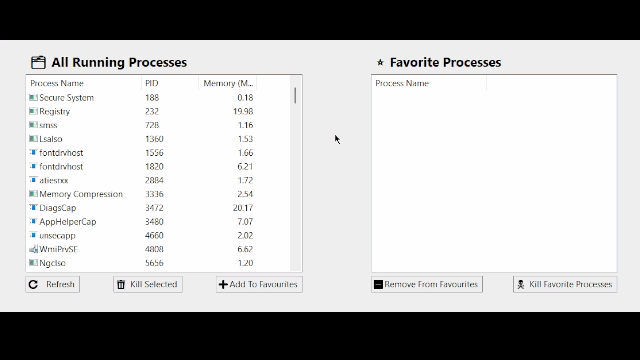 All Running Processes
Process Name PID Memory (M...
Secure System 188 0.18
Registry 232 19.98
smss 728 1.16
LsaIso 1360 1.53
fontdrvhost 1556 1.66
fontdrvhost 1820 6.21
atiesrxx 2884 1.72
Memory Compression 3336 2.54
DiagsCap 3472 20.17
AppHelperCap 3480 7.07
unsecapp 4660 2.02
WmiPrvSE 4808 6.62
NgcIso 5656 1.20
Refresh
Kill Selected
Add To Favourites
Favorite Processes
Process Name
Remove From Favourites
Kill Favorite Processes